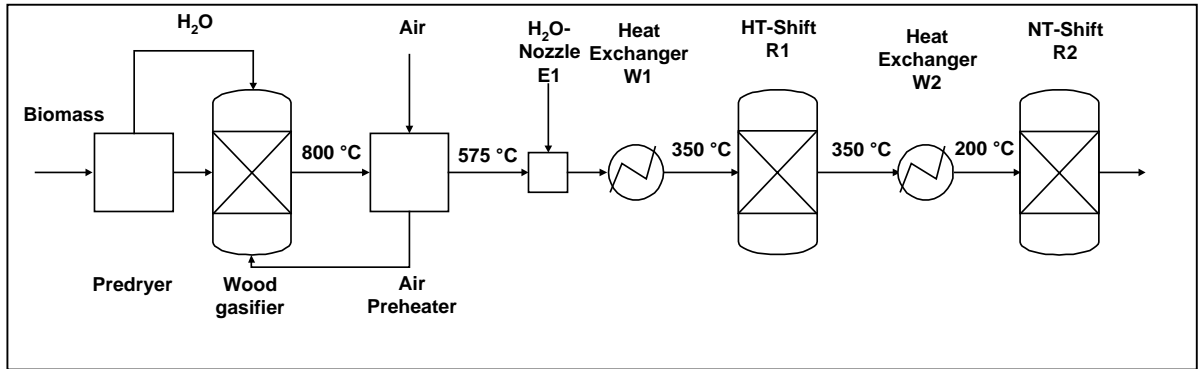 H₂O
Air
H₂O-
Nozzle
E1
Heat
Exchanger
W1
HT-Shift
R1
Heat
Exchanger
W2
NT-Shift
R2
Biomass
800 °C
575 °C
350 °C
350 °C
200 °C
Predryer
Wood
gasifier
Air
Preheater